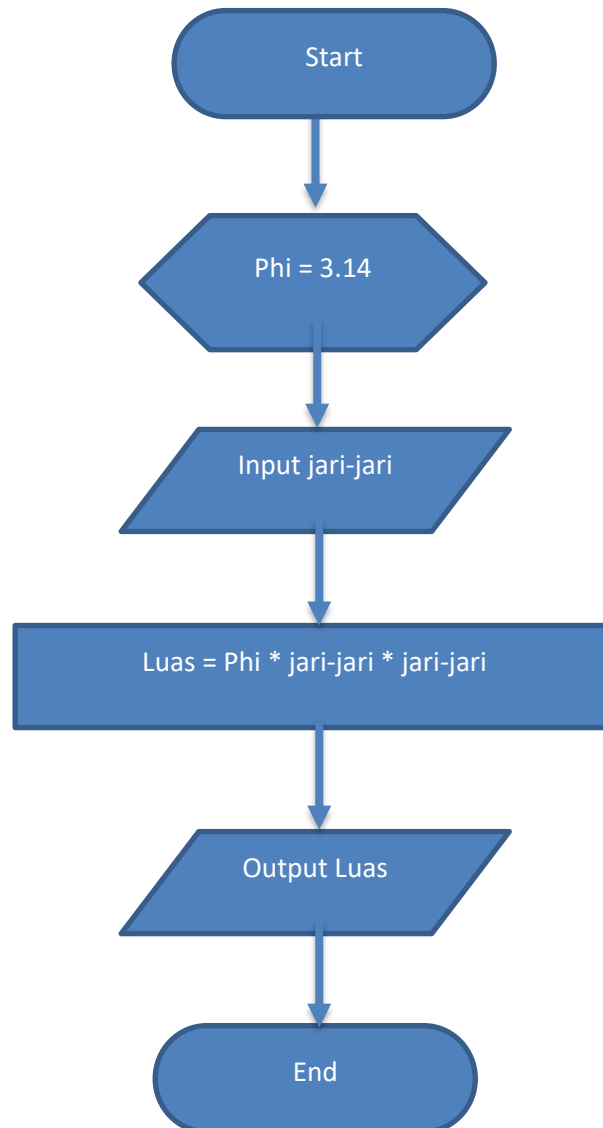 Start
Phi = 3.14
Input jari-jari
Luas = Phi * jari-jari * jari-jari
Output Luas
End